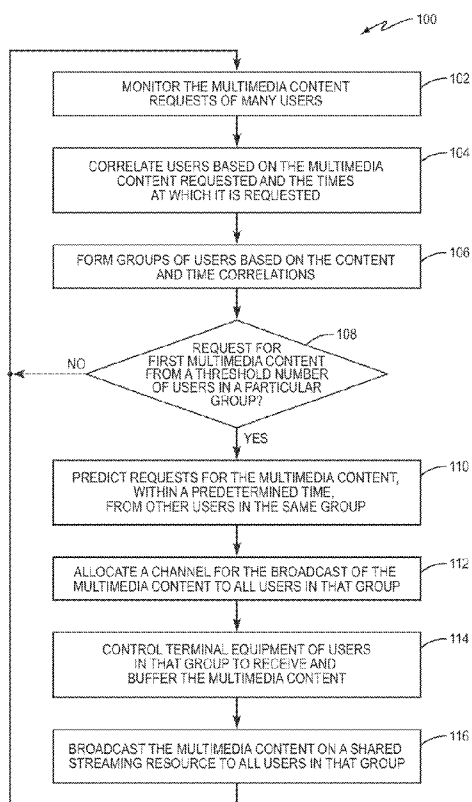 100
MONITOR THE MULTIMEDIA CONTENT
REQUESTS OF MANY USERS
102
CORRELATE USERS BASED ON THE MULTIMEDIA
CONTENT REQUESTED AND THE TIMES
AT WHICH IT IS REQUESTED
104
FORM GROUPS OF USERS BASED ON THE CONTENT
AND TIME CORRELATIONS
106
108
REQUEST FOR
FIRST MULTIMEDIA CONTENT
FROM A THRESHOLD NUMBER
OF USERS IN A PARTICULAR
GROUP?
NO
YES
PREDICT REQUESTS FOR THE MULTIMEDIA CONTENT,
WITHIN A PREDETERMINED TIME,
FROM OTHER USERS IN THE SAME GROUP
110
ALLOCATE A CHANNEL FOR THE BROADCAST OF THE
MULTIMEDIA CONTENT TO ALL USERS IN THAT GROUP
112
CONTROL TERMINAL EQUIPMENT OF USERS
IN THAT GROUP TO RECEIVE AND
BUFFER THE MULTIMEDIA CONTENT
114
BROADCAST THE MULTIMEDIA CONTENT ON A SHARED
STREAMING RESOURCE TO ALL USERS IN THAT GROUP
116